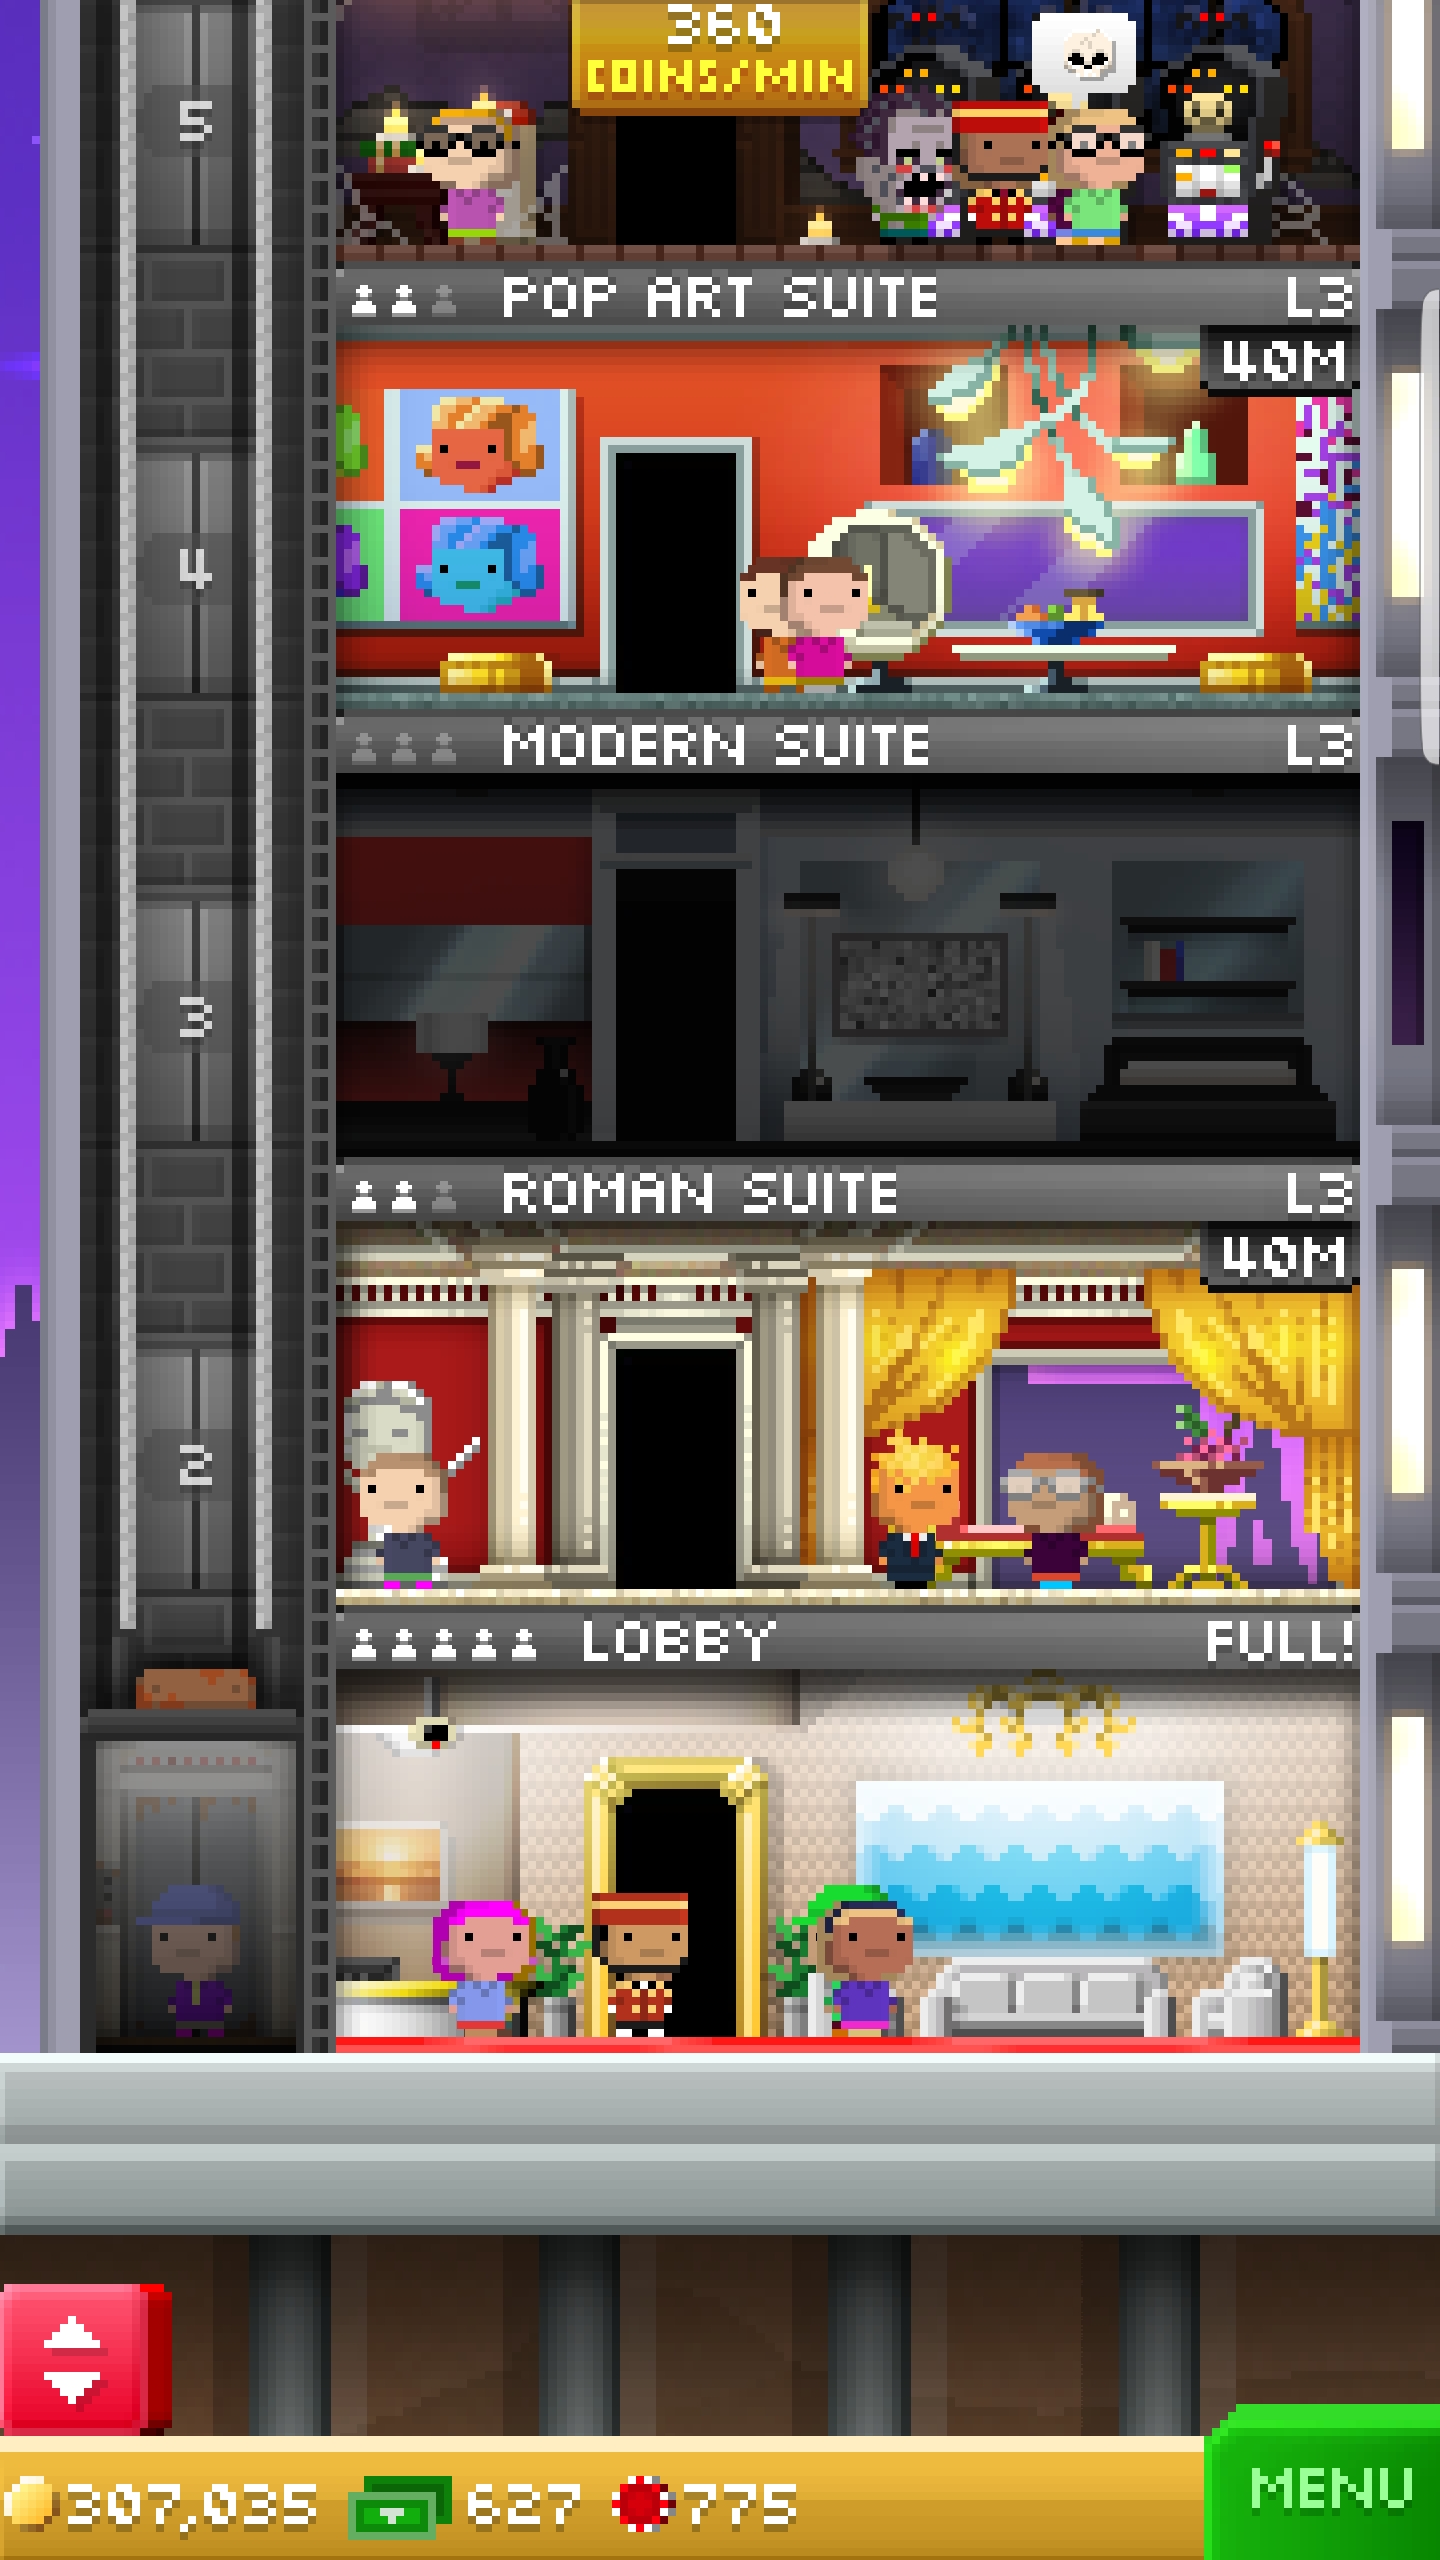 360
COINS/MIN
5
POP ART SUITE L3
40M
4
MODERN SUITE L3
3
ROMAN SUITE L3
40M
2
LOBBY FULL!
307,035 627 775
MENU